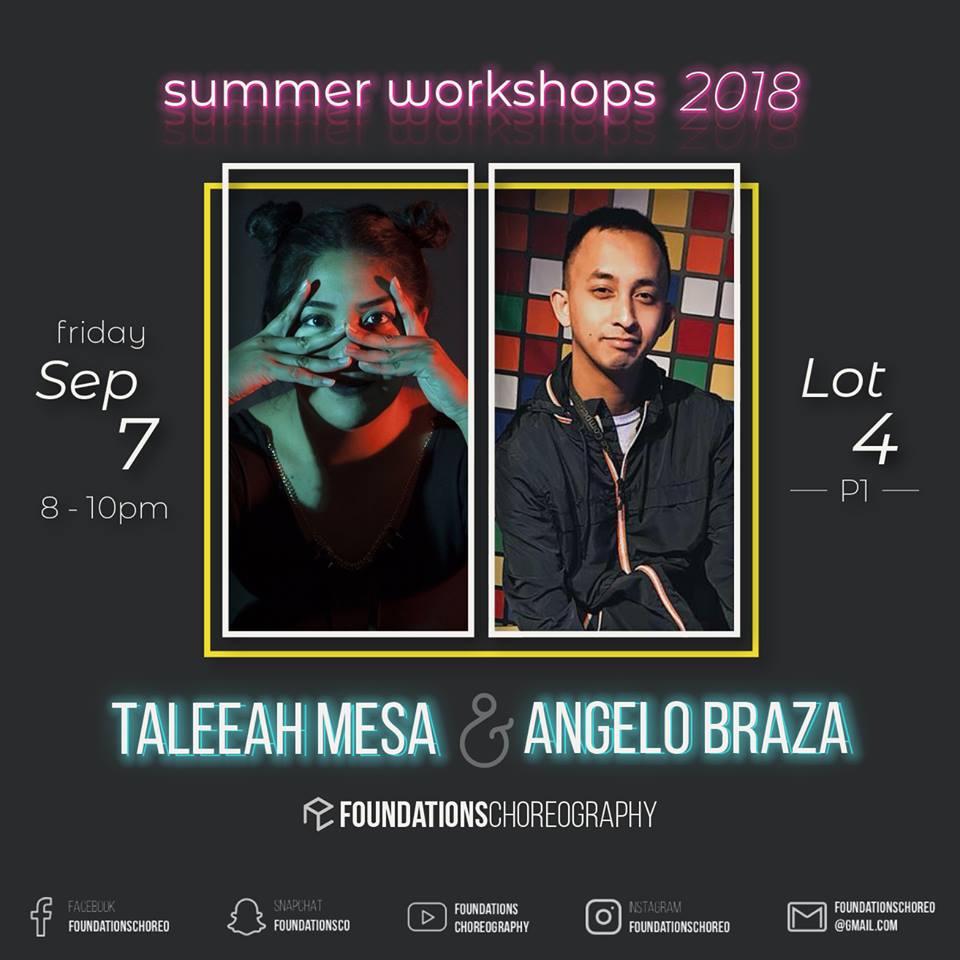 summer workshops 2018
friday
Sep
7
8 - 10pm
Lot
4
P1
TALEEAH MESA & ANGELO BRAZA
FOUNDATIONSCHOREOGRAPHY
FACEBOOK
FOUNDATIONSCHOREO
SNAPCHAT
FOUNDATIONSCO
FOUNDATIONS
CHOREOGRAPHY
INSTAGRAM
FOUNDATIONSCHOREO
FOUNDATIONSCHOREO
@GMAIL.COM